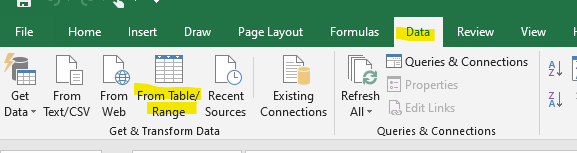 File Home Insert Draw Page Layout Formulas Data Review View
Get Data
From Text/CSV
From Web
From Table/ Range
Recent Sources
Existing Connections
Refresh All
Queries & Connections
Properties
Edit Links
A Z
Z A
Get & Transform Data
Queries & Connections